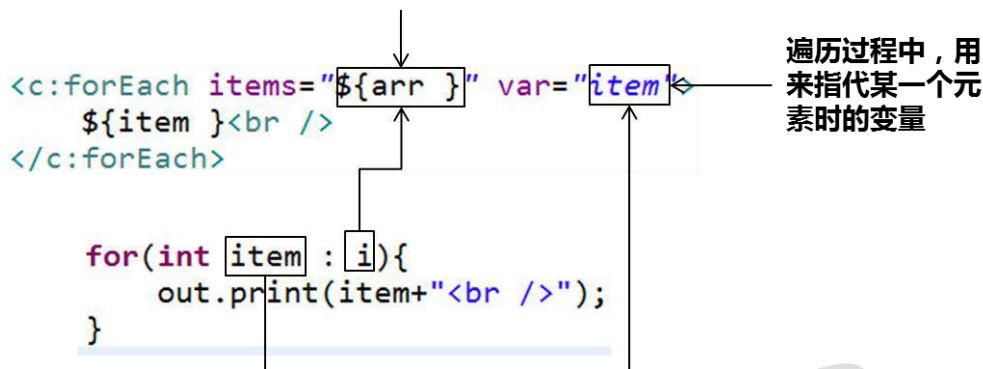 <c:forEach items="${arr }" var="item">
${item }<br />
</c:forEach>
遍历过程中，用
来指代某一个元
素时的变量
for(int item : i){
out.print(item+"<br />");
}